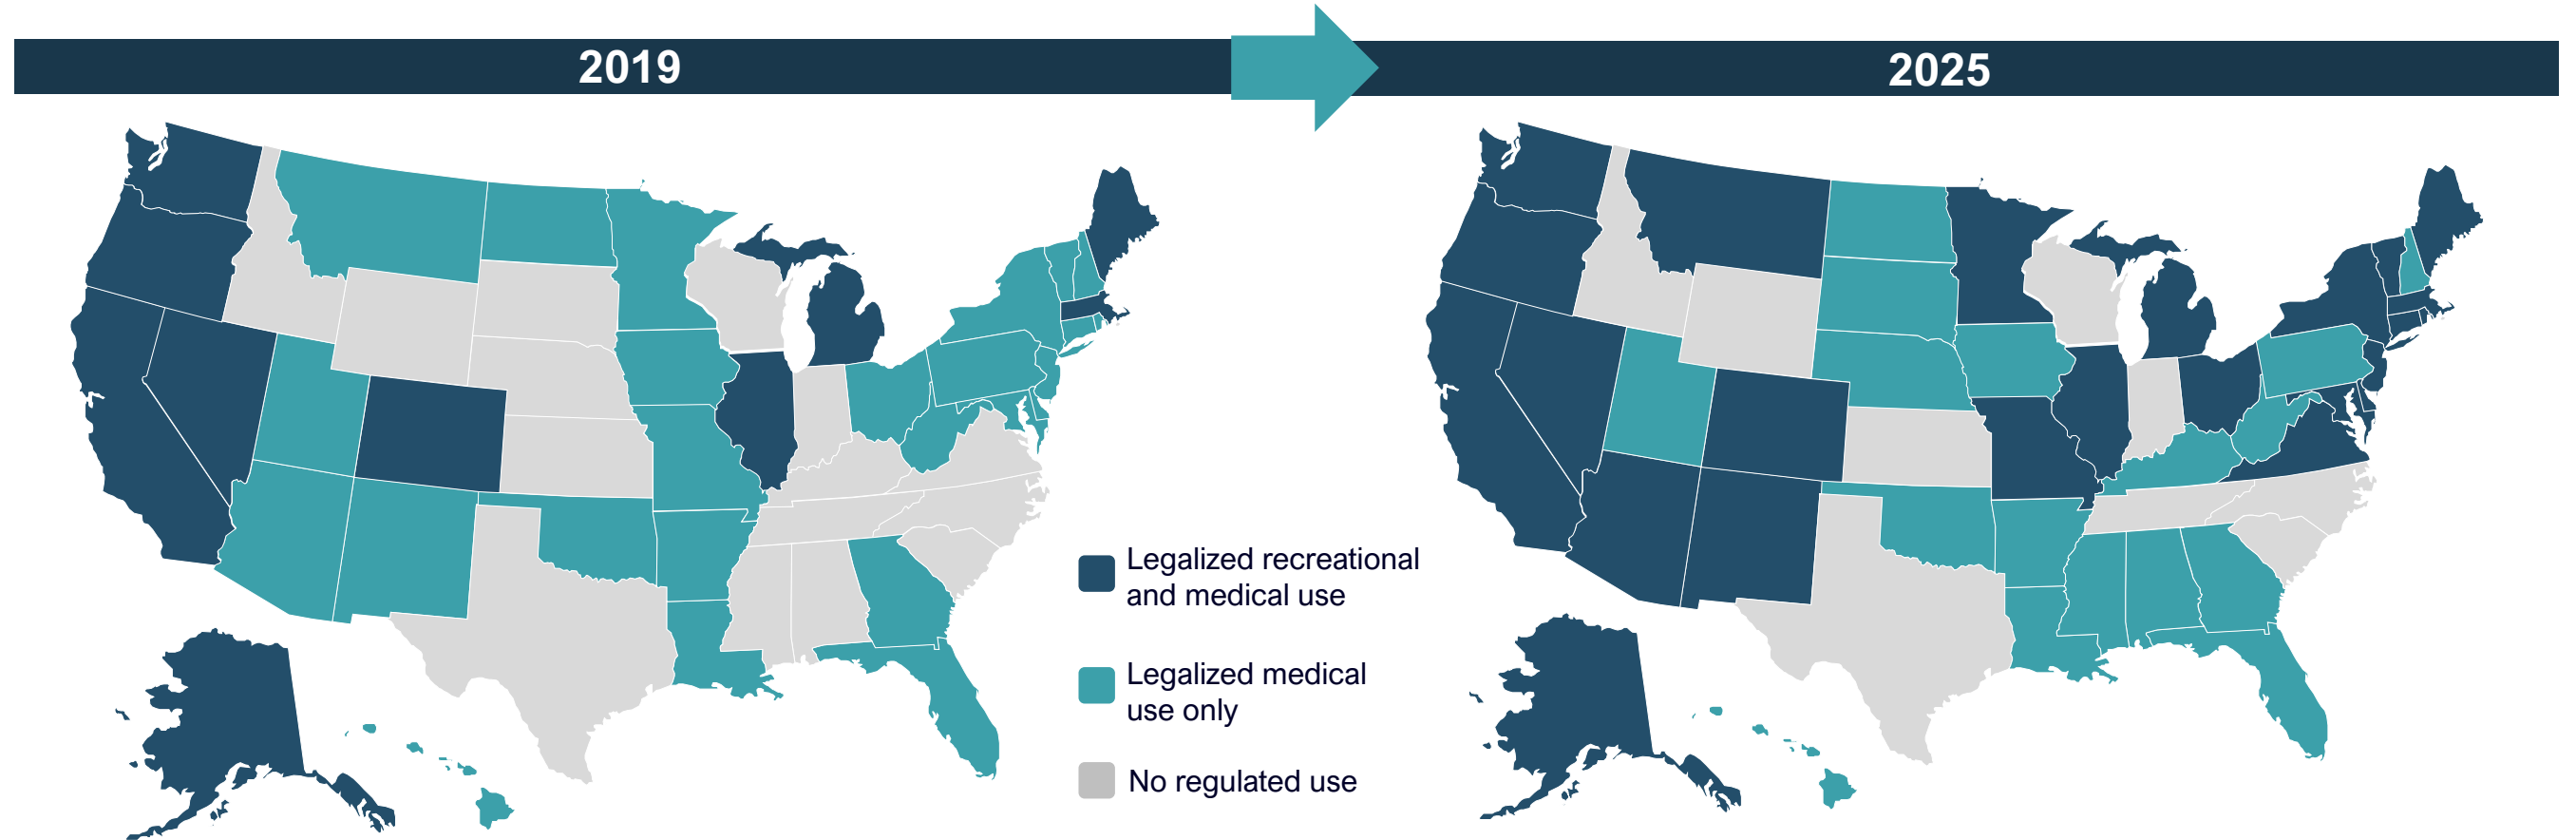 2019
2025
Legalized recreational
and medical use
Legalized medical
use only
No regulated use